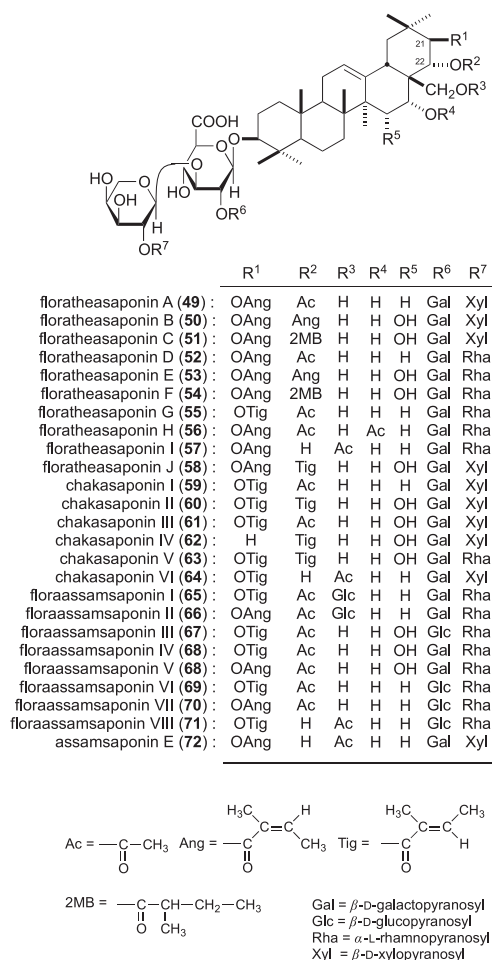 21
R1
22
OR2
CH2OR3
OR4
R5
COOH
O
O
O
HO
O
HO
O
OH
H
OR6
H
OR7
R1 R2 R3 R4 R5 R6 R7
floratheasaponin A (49) : OAng Ac H H H Gal Xyl
floratheasaponin B (50) : OAng Ang H H OH Gal Xyl
floratheasaponin C (51) : OAng 2MB H H OH Gal Xyl
floratheasaponin D (52) : OAng Ac H H H Gal Rha
floratheasaponin E (53) : OAng Ang H H OH Gal Rha
floratheasaponin F (54) : OAng 2MB H H OH Gal Rha
floratheasaponin G (55) : OTig Ac H H H Gal Rha
floratheasaponin H (56) : OAng Ac H Ac H Gal Rha
floratheasaponin I (57) : OAng H Ac H H Gal Rha
floratheasaponin J (58) : OAng Tig H H OH Gal Xyl
chakasaponin I (59) : OTig Ac H H H Gal Xyl
chakasaponin II (60) : OTig Tig H H OH Gal Xyl
chakasaponin III (61) : OTig Ac H H OH Gal Xyl
chakasaponin IV (62) : H Tig H H OH Gal Xyl
chakasaponin V (63) : OTig Tig H H OH Gal Rha
chakasaponin VI (64) : OTig H Ac H H Gal Xyl
floraassamsaponin I (65) : OTig Ac Glc H H Gal Rha
floraassamsaponin II (66) : OAng Ac Glc H H Gal Rha
floraassamsaponin III (67) : OTig Ac H H OH Glc Rha
floraassamsaponin IV (68) : OTig Ac H H OH Gal Rha
floraassamsaponin V (68) : OAng Ac H H OH Gal Rha
floraassamsaponin VI (69) : OTig Ac H H H Glc Rha
floraassamsaponin VII (70) : OAng Ac H H H Glc Rha
floraassamsaponin VIII (71) : OTig H Ac H H Glc Rha
assamsaponin E (72) : OAng H Ac H H Gal Xyl
H3C H
Ac = C CH3 Ang = C C=C CH3
O O
H3C CH3
Tig = C C=C H
O
2MB = C CH CH2 CH3
O CH3
Gal = β-D-galactopyranosyl
Glc = β-D-glucopyranosyl
Rha = α-L-rhamnopyranosyl
Xyl = β-D-xylopyranosyl